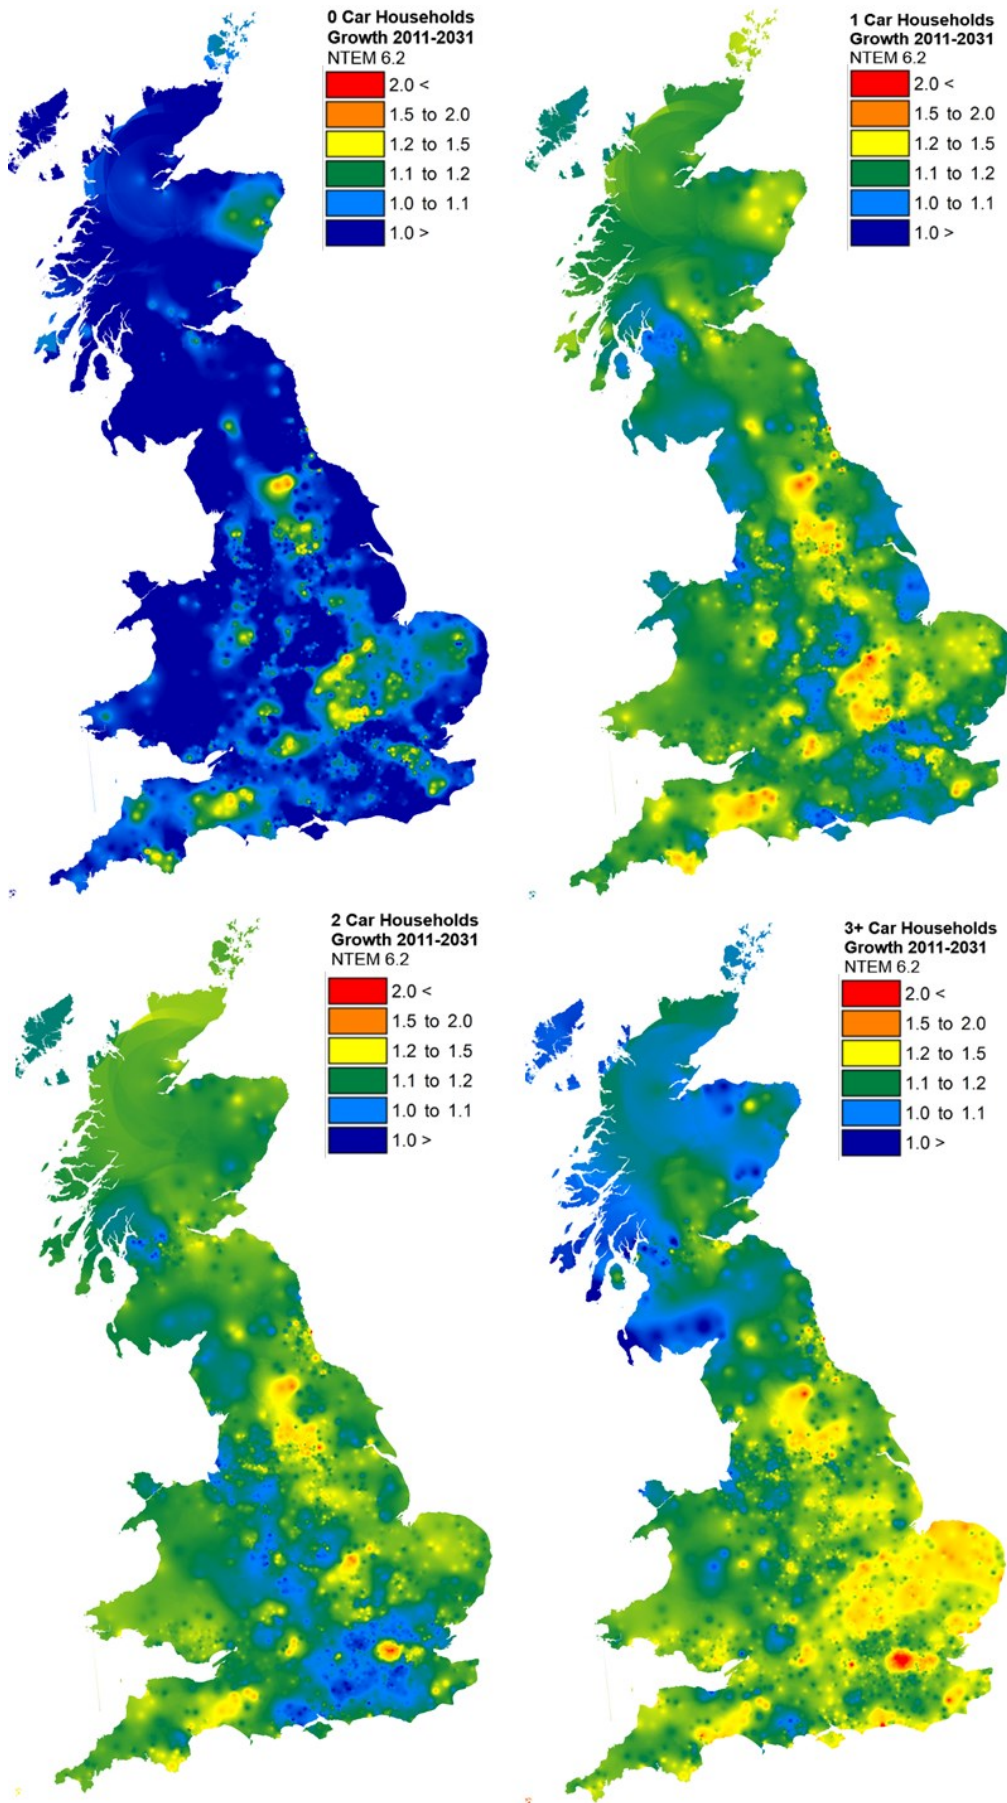 0 Car Households
Growth 2011-2031
NTEM 6.2
2.0 <
1.5 to 2.0
1.2 to 1.5
1.1 to 1.2
1.0 to 1.1
1.0 >
1 Car Households
Growth 2011-2031
NTEM 6.2
2.0 <
1.5 to 2.0
1.2 to 1.5
1.1 to 1.2
1.0 to 1.1
1.0 >
2 Car Households
Growth 2011-2031
NTEM 6.2
2.0 <
1.5 to 2.0
1.2 to 1.5
1.1 to 1.2
1.0 to 1.1
1.0 >
3+ Car Households
Growth 2011-2031
NTEM 6.2
2.0 <
1.5 to 2.0
1.2 to 1.5
1.1 to 1.2
1.0 to 1.1
1.0 >